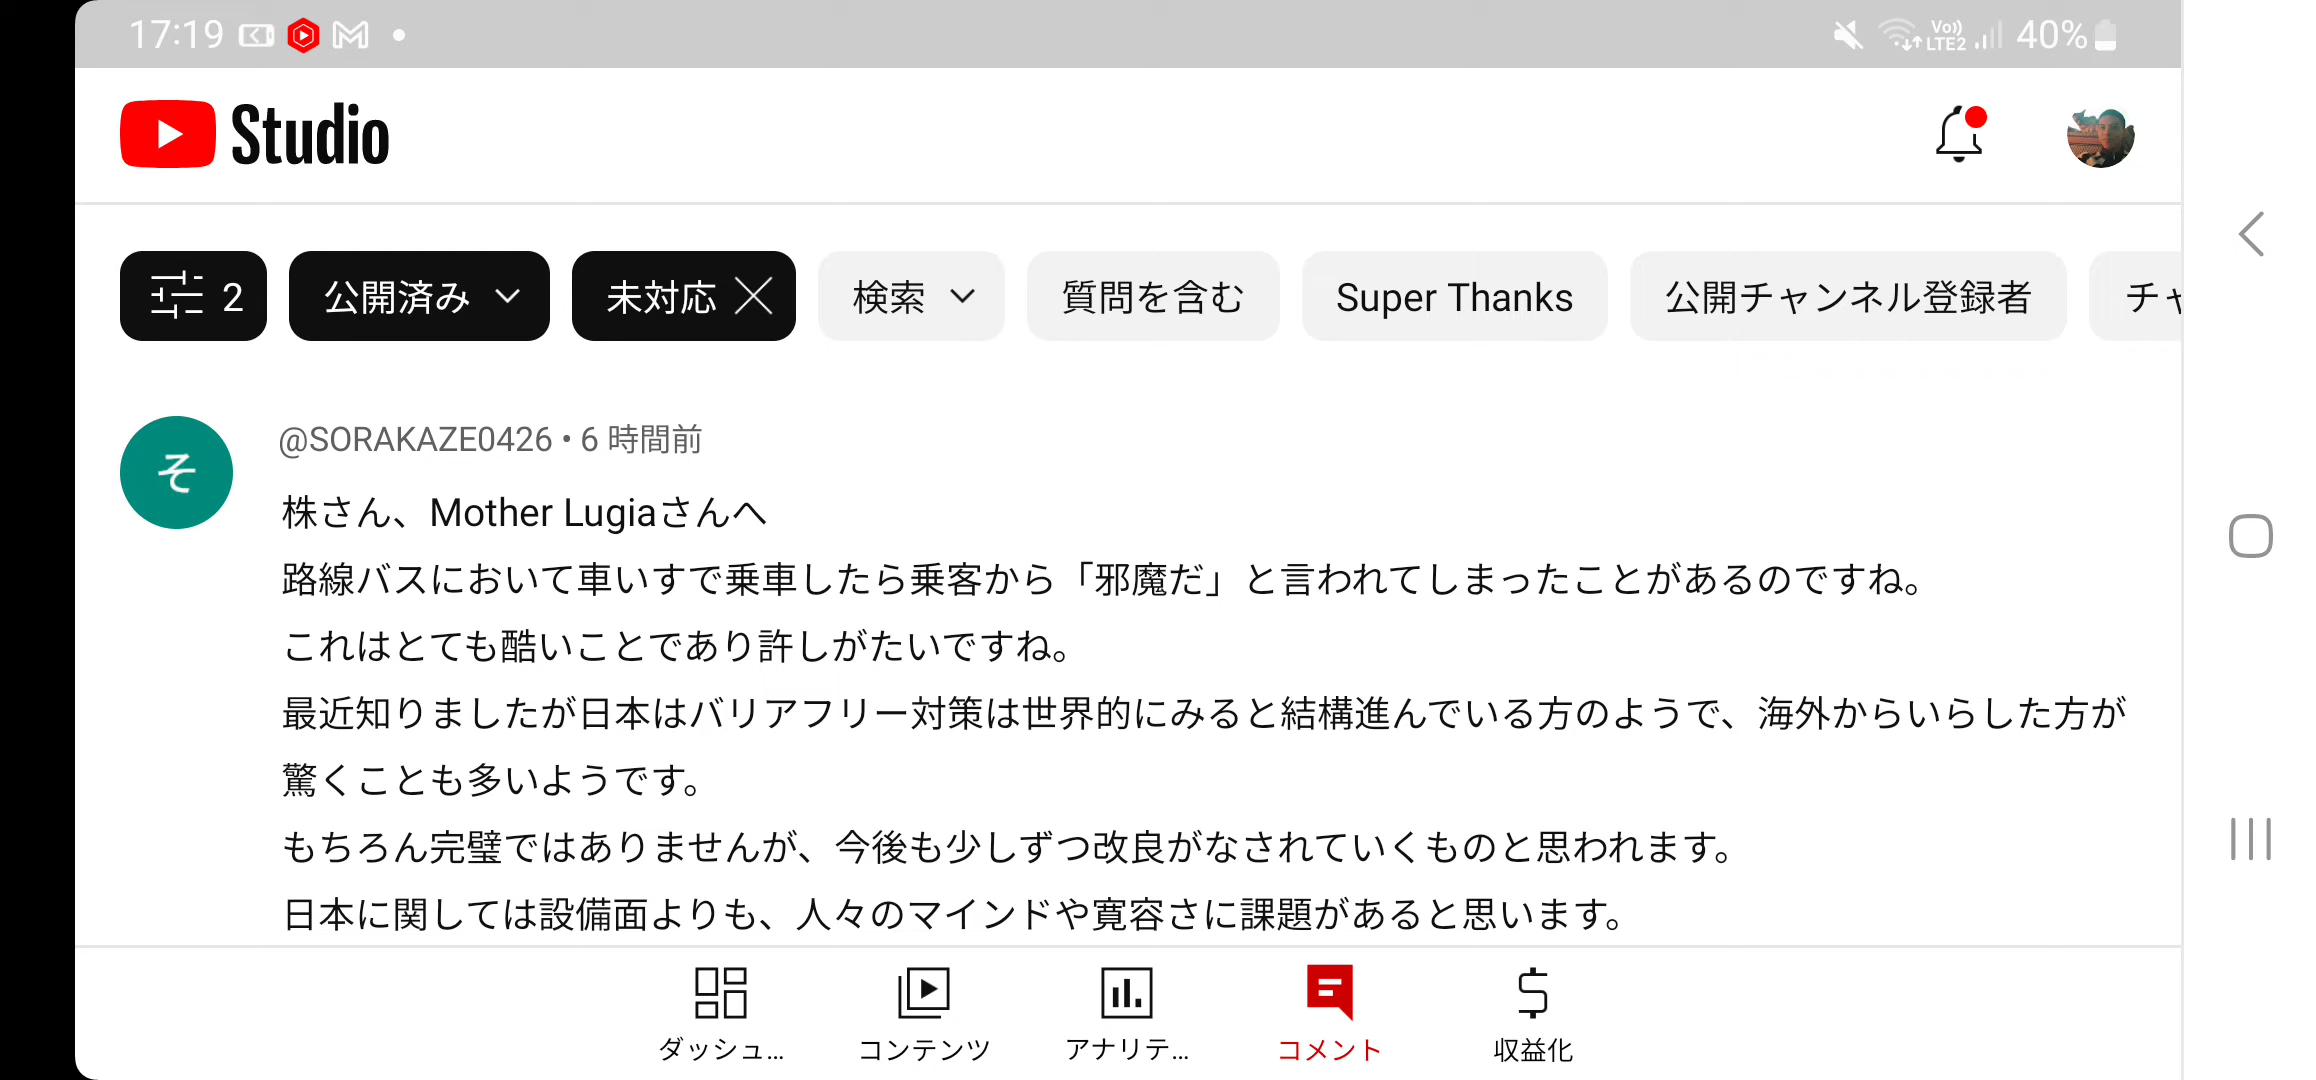 17:19
Vo)) LTE2 40%
Studio
2 公開済み 未対応 検索 質問を含む Super Thanks 公開チャンネル登録者 チャ
そ
@SORAKAZE0426 • 6 時間前
株さん、Mother Lugiaさんへ
路線バスにおいて車いすで乗車したら乗客から「邪魔だ」と言われてしまったことがあるのですね。
これはとても酷いことであり許しがたいですね。
最近知りましたが日本はバリアフリー対策は世界的にみると結構進んでいる方のようで、海外からいらした方が
驚くことも多いようです。
もちろん完璧ではありませんが、今後も少しずつ改良がなされていくものと思われます。
日本に関しては設備面よりも、人々のマインドや寛容さに課題があると思います。
ダッシュ... コンテンツ アナリテ... コメント 収益化